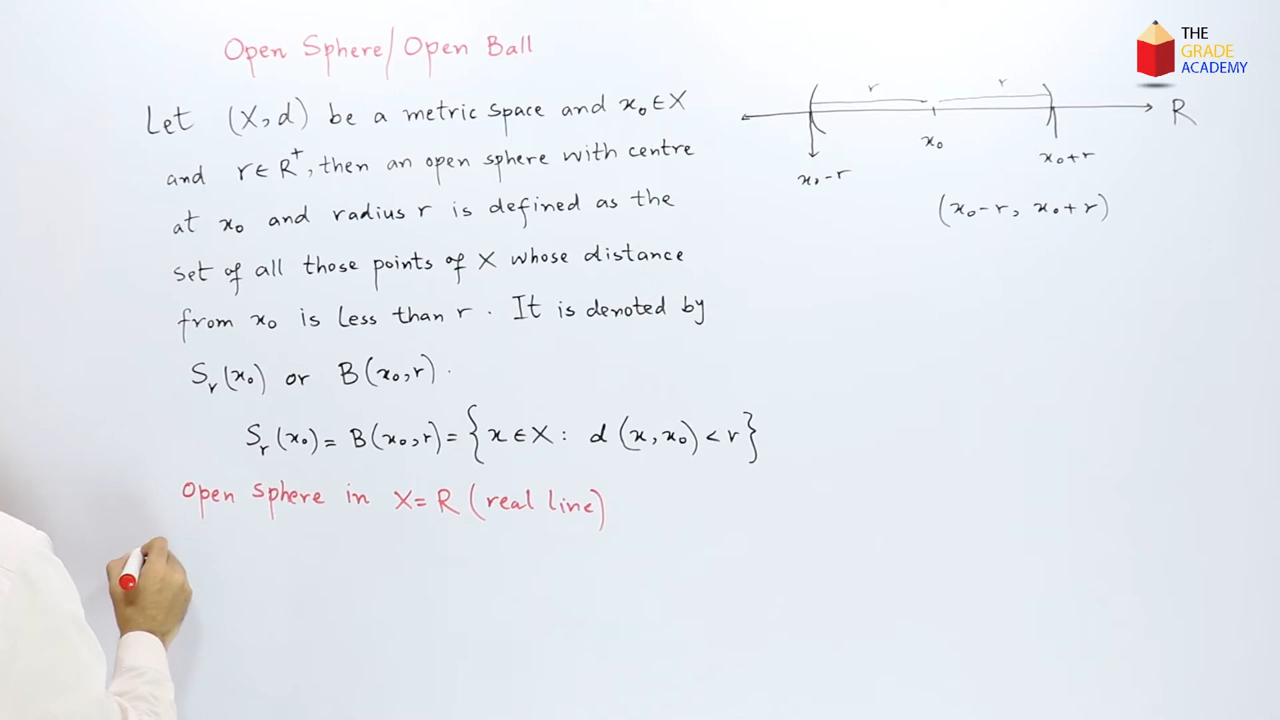 Open Sphere/Open Ball
Let (X, d) be a metric space and x₀ ∈ X
and r ∈ R⁺, then an open sphere with centre
at x₀ and radius r is defined as the
set of all those points of X whose distance
from x₀ is less than r. It is denoted by
Sᵣ(x₀) or B(x₀, r).
Sᵣ(x₀) = B(x₀, r) = {x ∈ X : d(x, x₀) < r}
Open sphere in X = R (real line)
r r
R
x₀
x₀-r x₀+r
(x₀-r, x₀+r)
THE
GRADE
ACADEMY